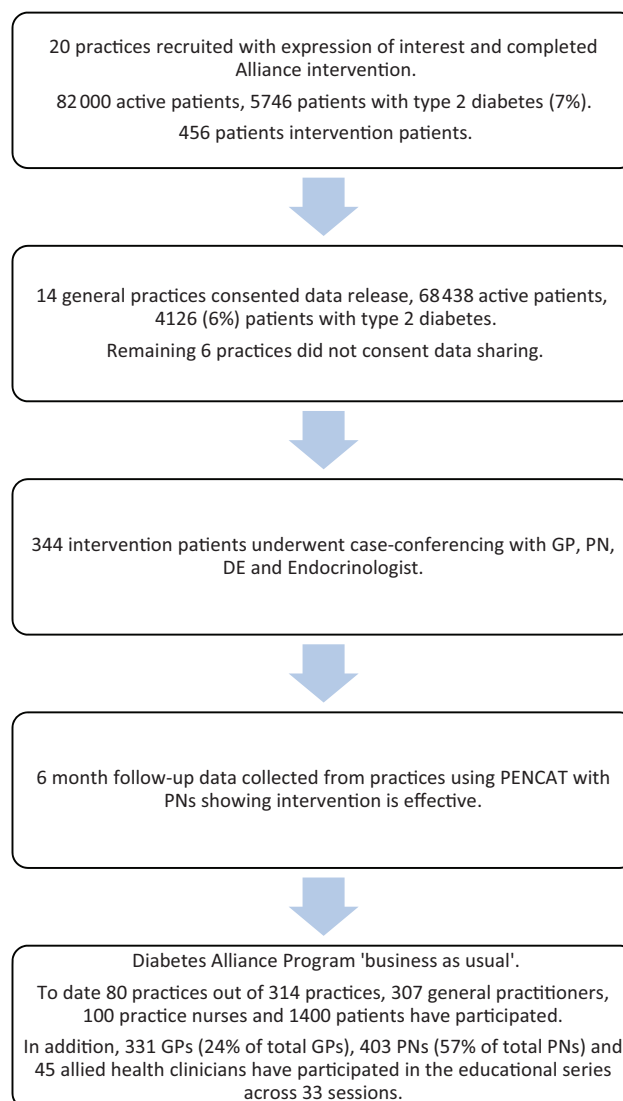 20 practices recruited with expression of interest and completed
Alliance intervention.
82 000 active patients, 5746 patients with type 2 diabetes (7%).
456 patients intervention patients.
14 general practices consented data release, 68 438 active patients,
4126 (6%) patients with type 2 diabetes.
Remaining 6 practices did not consent data sharing.
344 intervention patients underwent case-conferencing with GP, PN,
DE and Endocrinologist.
6 month follow-up data collected from practices using PENCAT with
PNs showing intervention is effective.
Diabetes Alliance Program 'business as usual'.
To date 80 practices out of 314 practices, 307 general practitioners,
100 practice nurses and 1400 patients have participated.
In addition, 331 GPs (24% of total GPs), 403 PNs (57% of total PNs) and
45 allied health clinicians have participated in the educational series
across 33 sessions.